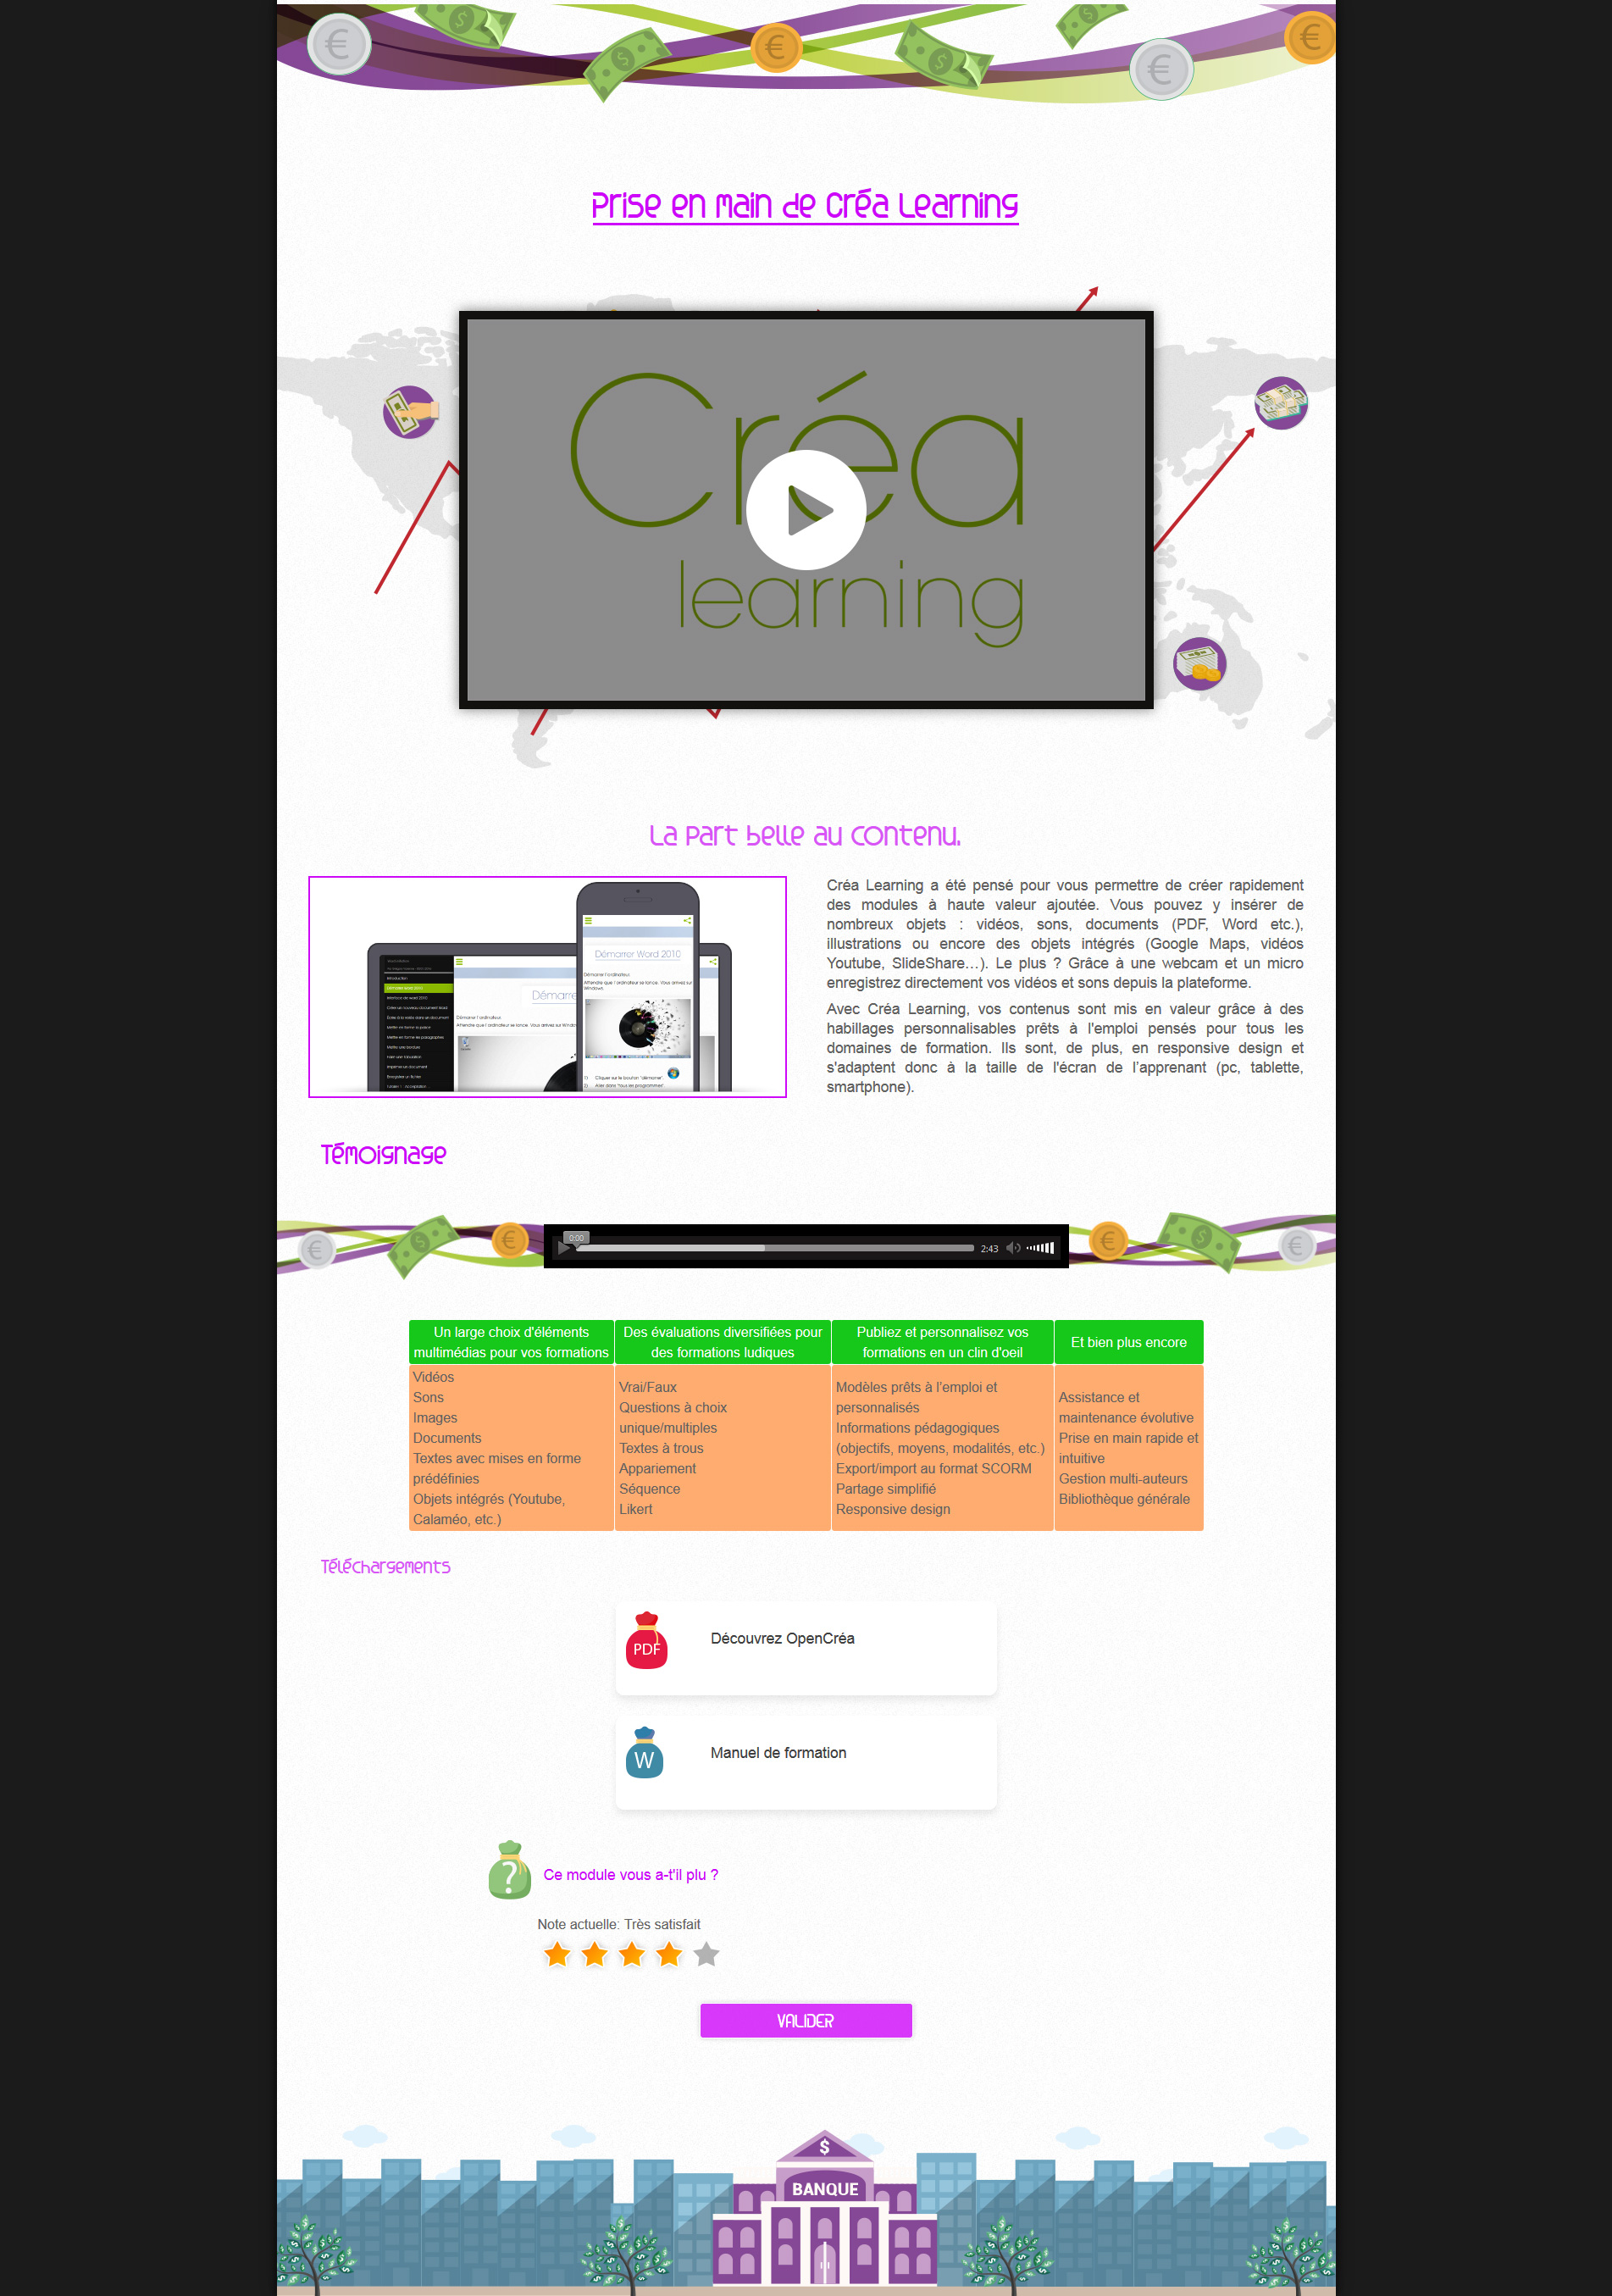 Prise en main de Créa Learning
Créa
learning
La part belle au contenu.
Démarrer Word 2010
Démarrer l'ordinateur.
Créa Learning a été pensé pour vous permettre de créer rapidement
des modules à haute valeur ajoutée. Vous pouvez y insérer de
nombreux objets : vidéos, sons, documents (PDF, Word etc.),
illustrations ou encore des objets intégrés (Google Maps, vidéos
Youtube, SlideShare…). Le plus ? Grâce à une webcam et un micro
enregistrez directement vos vidéos et sons depuis la plateforme.
Avec Créa Learning, vos contenus sont mis en valeur grâce à des
habillages personnalisables prêts à l'emploi pensés pour tous les
domaines de formation. Ils sont, de plus, en responsive design et
s'adaptent donc à la taille de l'écran de l'apprenant (pc, tablette,
smartphone).
Témoignage
0:00
2:43
Un large choix d'éléments
multimédias pour vos formations
Des évaluations diversifiées pour
des formations ludiques
Publiez et personnalisez vos
formations en un clin d'oeil
Et bien plus encore
Vidéos
Sons
Images
Documents
Textes avec mises en forme
prédéfinies
Objets intégrés (Youtube,
Calaméo, etc.)
Vrai/Faux
Questions à choix
unique/multiples
Textes à trous
Appariement
Séquence
Likert
Modèles prêts à l'emploi et
personnalisés
Informations pédagogiques
(objectifs, moyens, modalités, etc.)
Export/import au format SCORM
Partage simplifié
Responsive design
Assistance et
maintenance évolutive
Prise en main rapide et
intuitive
Gestion multi-auteurs
Bibliothèque générale
Téléchargements
PDF
Découvrez OpenCréa
W
Manuel de formation
?
Ce module vous a-t'il plu ?
Note actuelle: Très satisfait
VALIDER
$
BANQUE